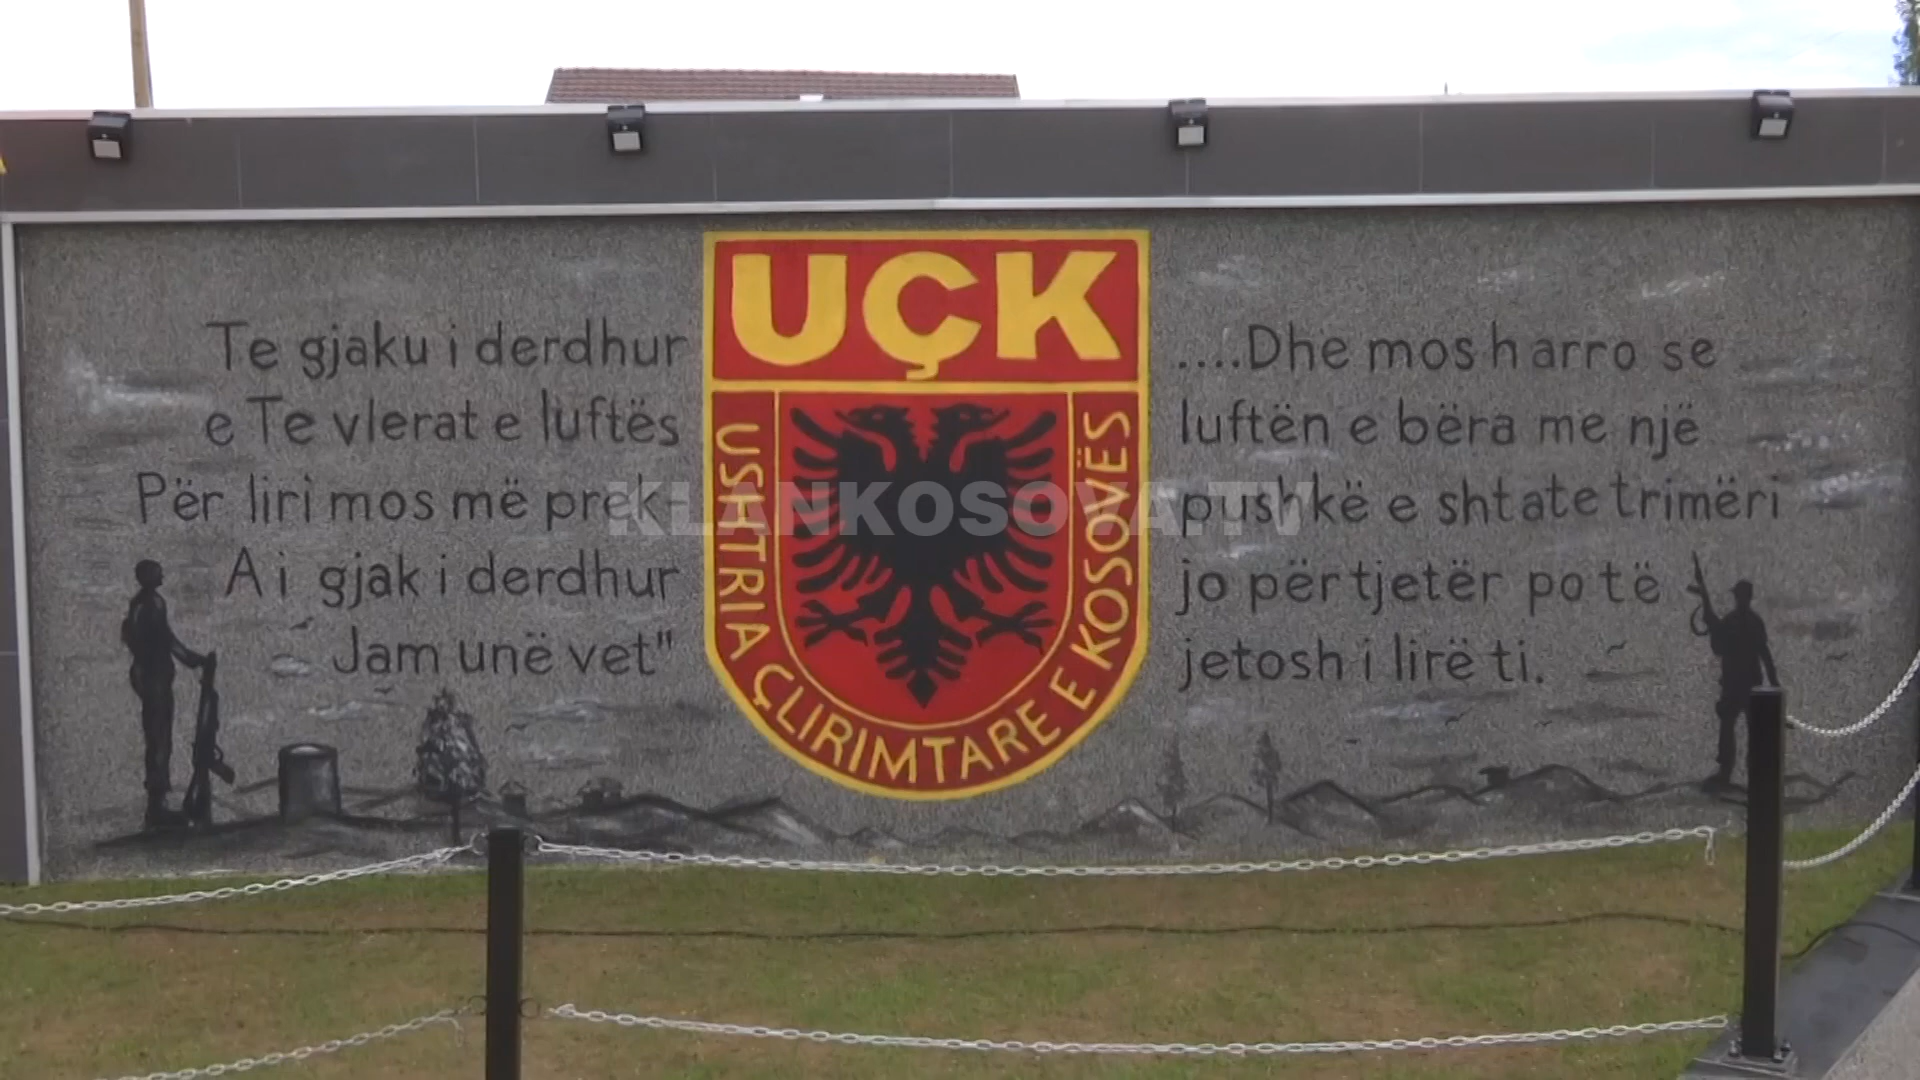 Te gjaku i derdhur
e Te vlerat e luftës
Për liri mos më prek-
Ai gjak i derdhur
Jam unë vet"
UÇK
USHTRIA ÇLIRIMTARE E KOSOVËS
....Dhe mos harro se
luftën e bëra me një
pushkë e shtate trimëri
jo për tjetër po të
jetosh i lirë ti.
KLANKOSOVA.TV